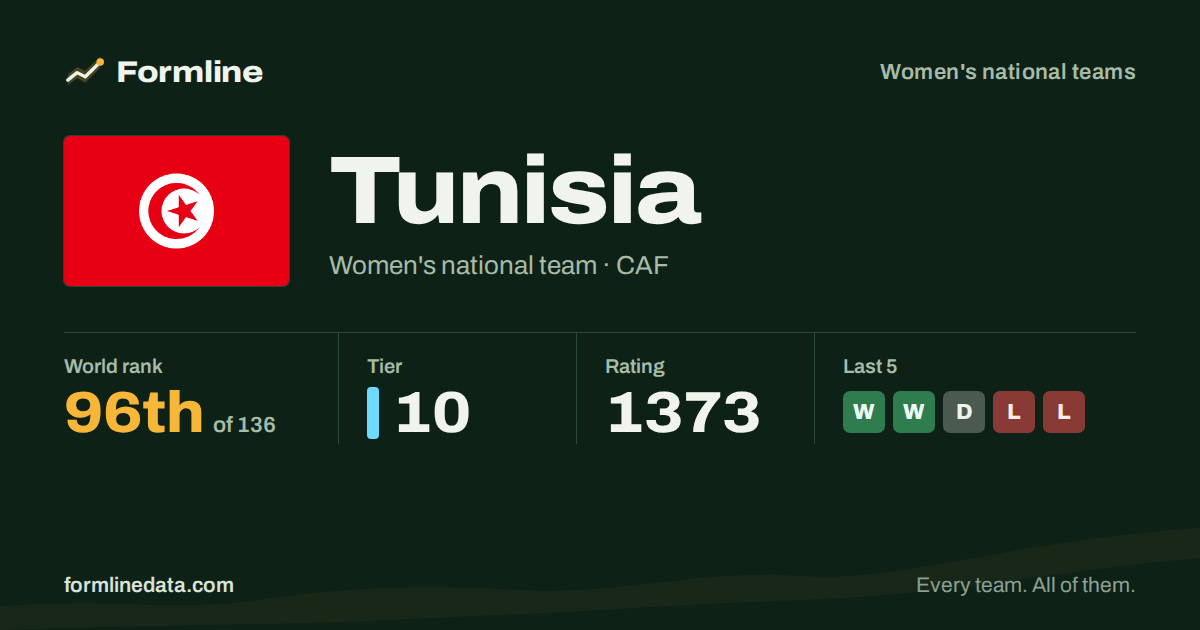 Formline
Women's national teams
Tunisia
Women's national team · CAF
World rank
96th of 136
Tier
10
Rating
1373
Last 5
W W D L L
formlinedata.com
Every team. All of them.